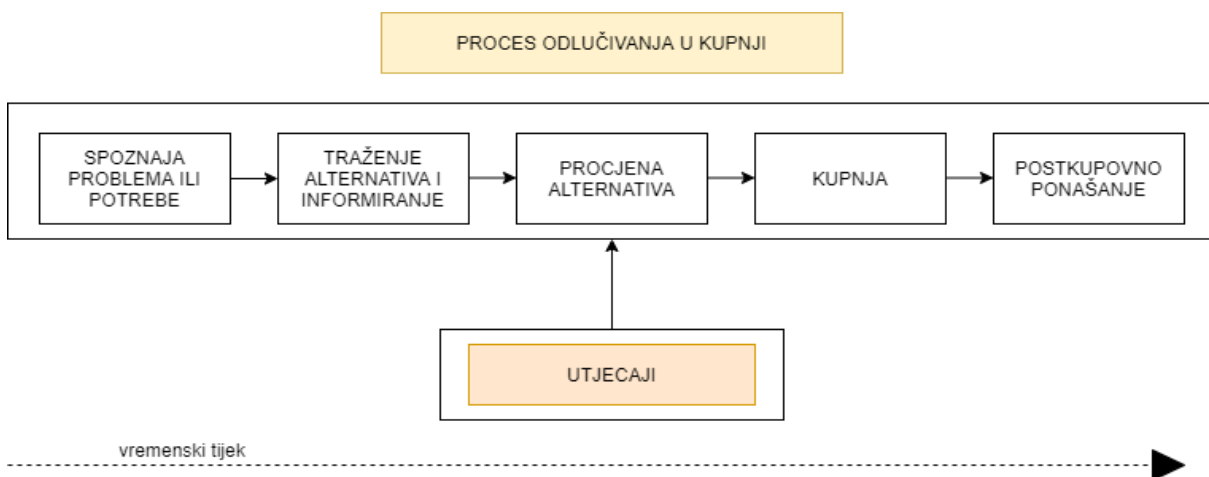 PROCES ODLUČIVANJA U KUPNJI
SPOZNAJA
PROBLEMA ILI
POTREBE
TRAŽENJE
ALTERNATIVA I
INFORMIRANJE
PROCJENA
ALTERNATIVA
KUPNJA
POSTKUPOVNO
PONAŠANJE
UTJECAJI
vremenski tijek